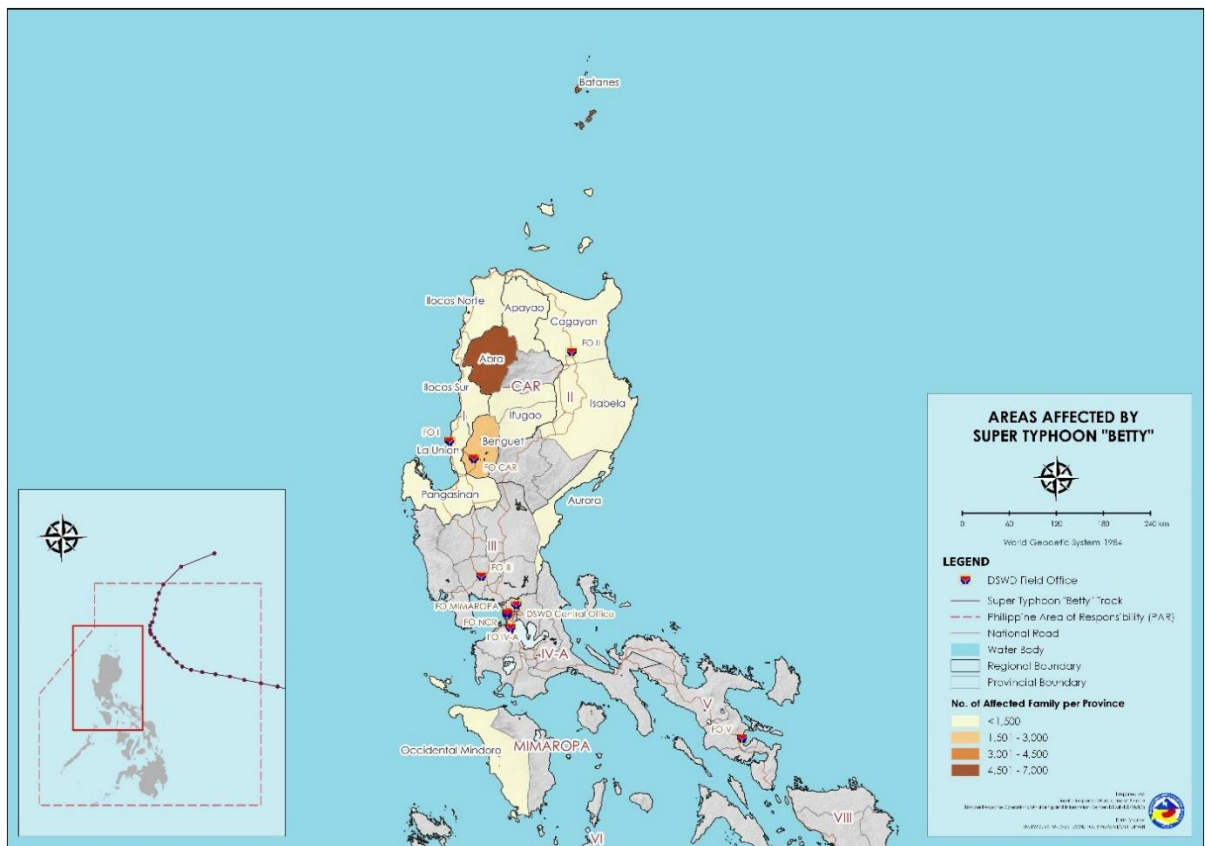 Batanes
Ilocos Norte
Apayao
Cagayan
FO II
Abra
CAR
Ilocos Sur
II
Isabela
I
Ifugao
FO I
Benguet
La Union
FO CAR
Pangasinan
Aurora
III
FO III
FO MIMAROPA
DSWD Central Office
FO NCR
FO IV-A
IV-A
V
FO V
Occidental Mindoro
MIMAROPA
VI
VIII
AREAS AFFECTED BY
SUPER TYPHOON "BETTY"
0 60 120 180 240 km
World Geodetic System 1984
LEGEND
DSWD Field Office
Super Typhoon "Betty" Track
Philippine Area of Responsibility (PAR)
National Road
Water Body
Regional Boundary
Provincial Boundary
No. of Affected Family per Province
<1,500
1,501 - 3,000
3,001 - 4,500
4,501 - 7,000
Prepared by: